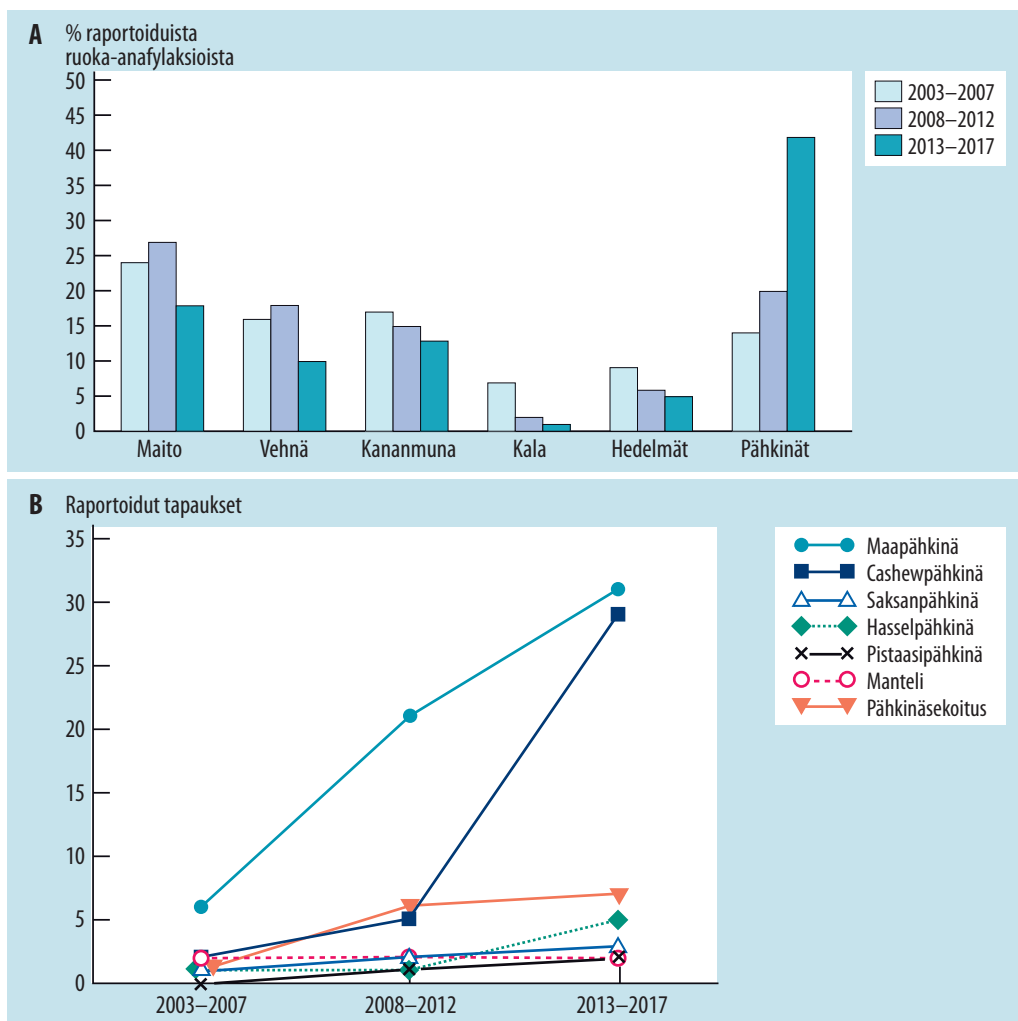 A
% raportoiduista
ruoka-anafylaksioista
50
45
40
35
30
25
20
15
10
5
0
Maito Vehnä Kananmuna Kala Hedelmät Pähkinät
2003–2007
2008–2012
2013–2017
B Raportoidut tapaukset
35
30
25
20
15
10
5
0
2003–2007 2008–2012 2013–2017
Maapähkinä
Cashewpähkinä
Saksanpähkinä
Hasselpähkinä
Pistaasipähkinä
Manteli
Pähkinäsekoitus